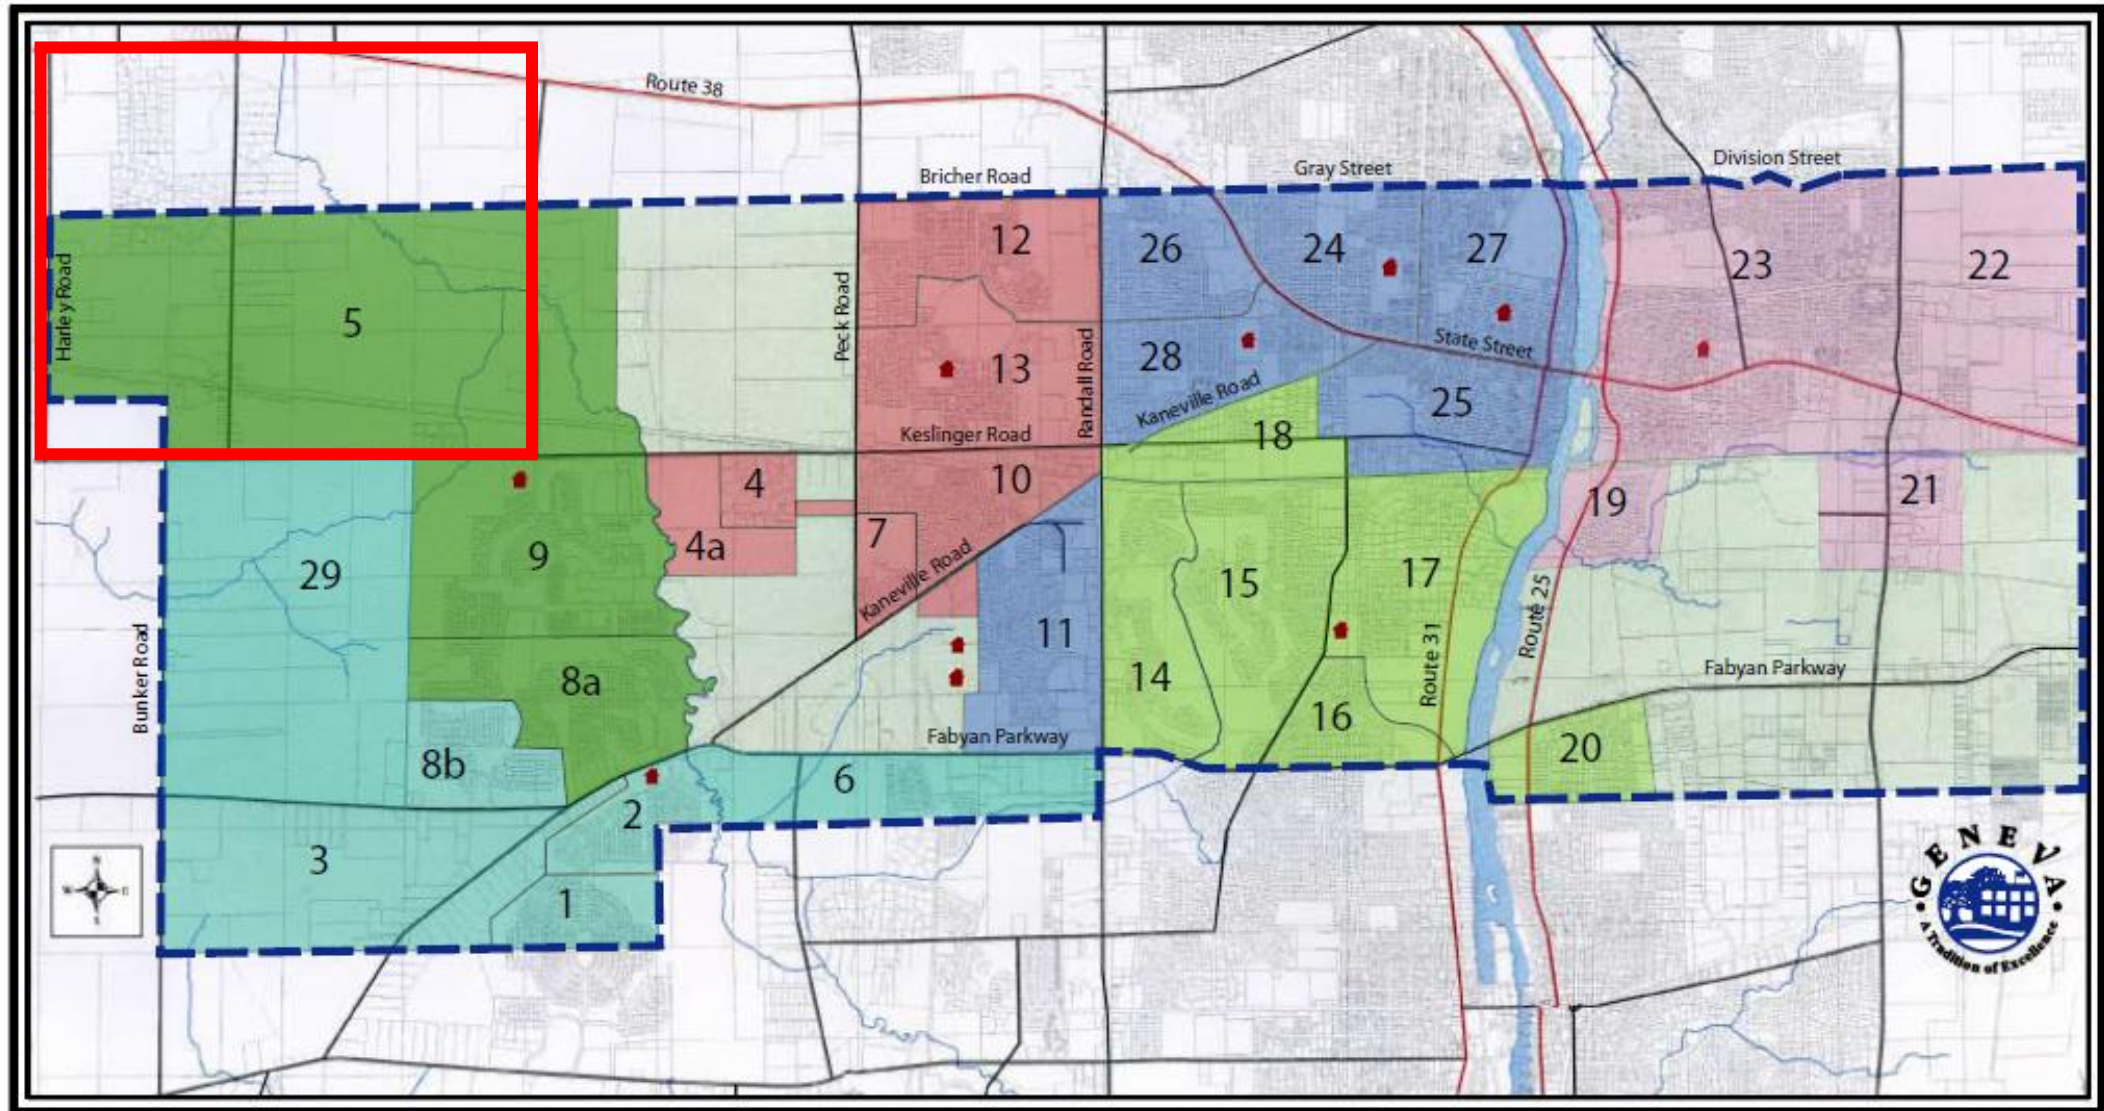 Route 38
Bricher Road
Gray Street
Division Street
12
26
24
27
23
22
Harley Road
5
Peck Road
13
Randall Road
28
State Street
Kaneville Road
25
Keslinger Road
18
4
10
19
21
7
4a
Kaneville Road
29
9
15
17
11
Route 25
Bunker Road
8a
14
Route 31
Fabyan Parkway
16
8b
Fabyan Parkway
20
6
2
3
1
N
W
E
S
GENEVA
A Tradition of Excellence